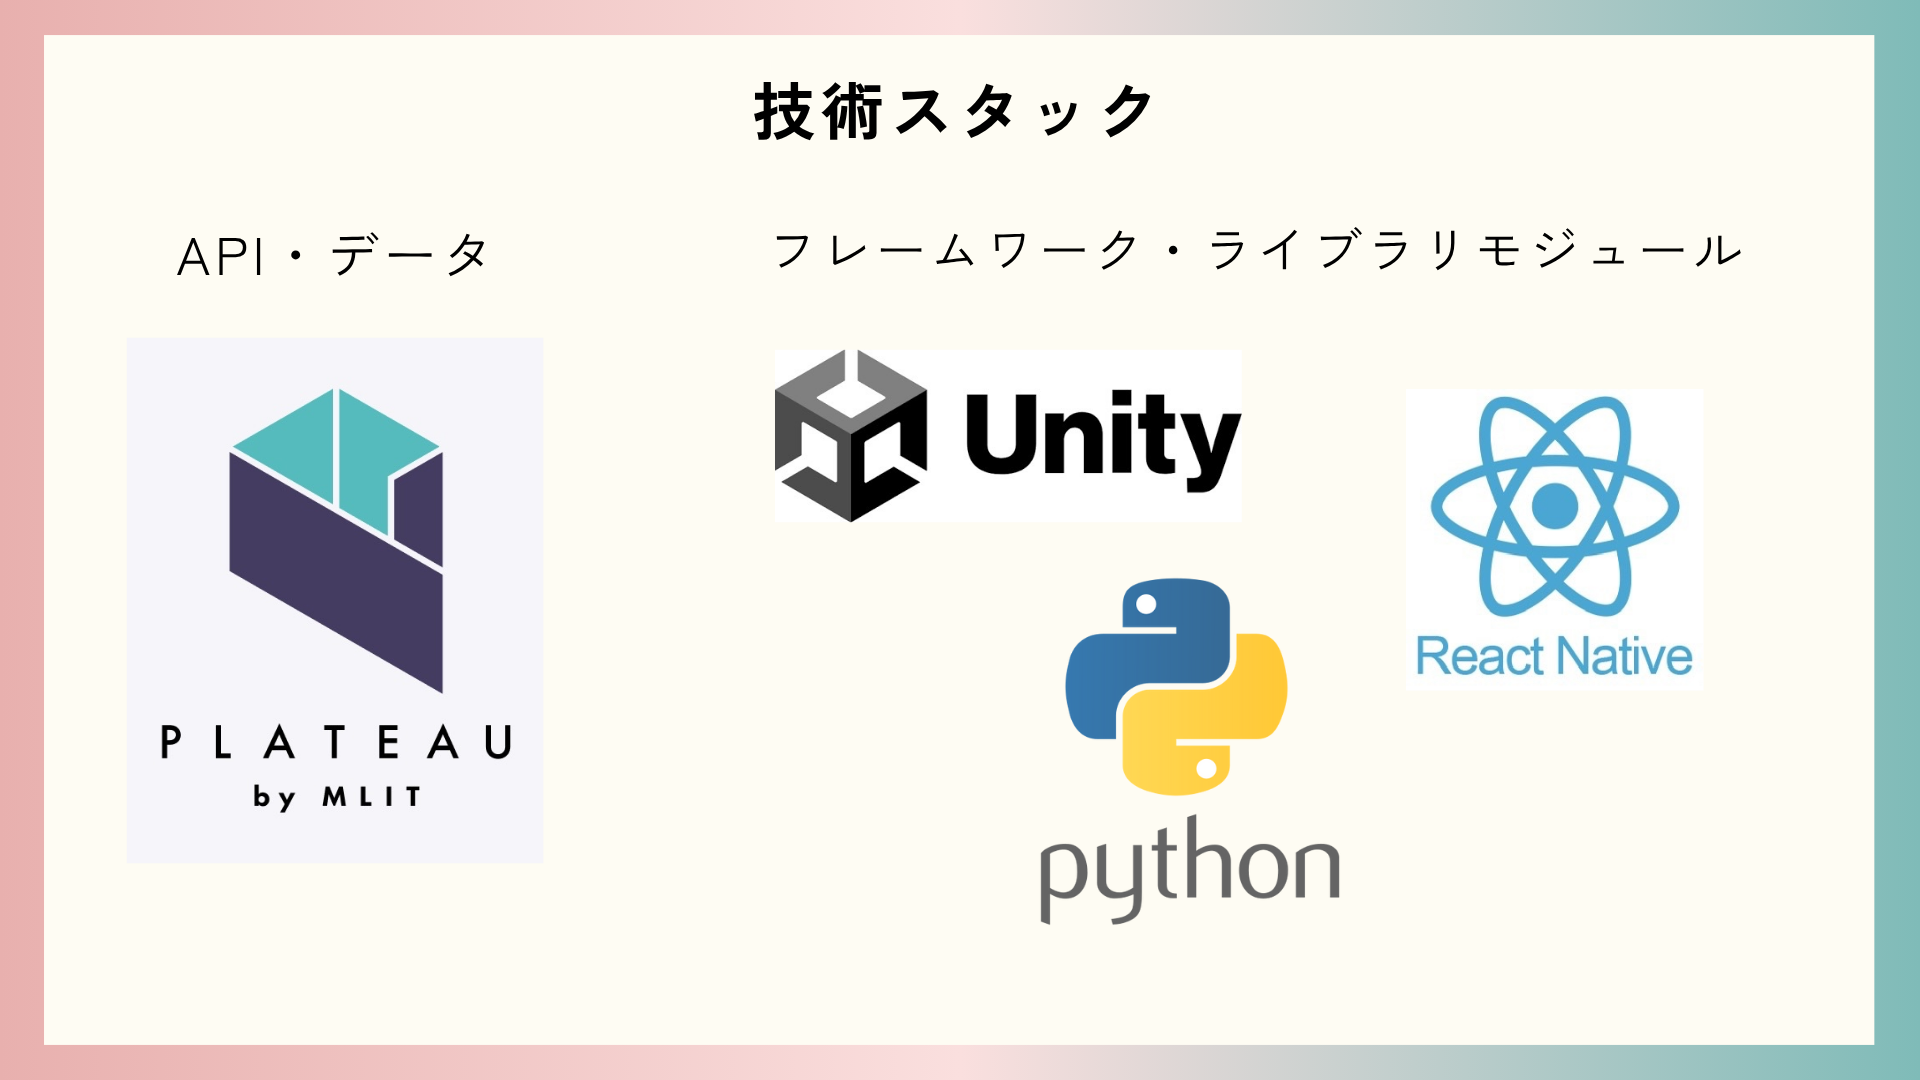 技術スタック
API・データ
フレームワーク・ライブラリモジュール
PLATEAU
by MLIT
Unity
React Native
python